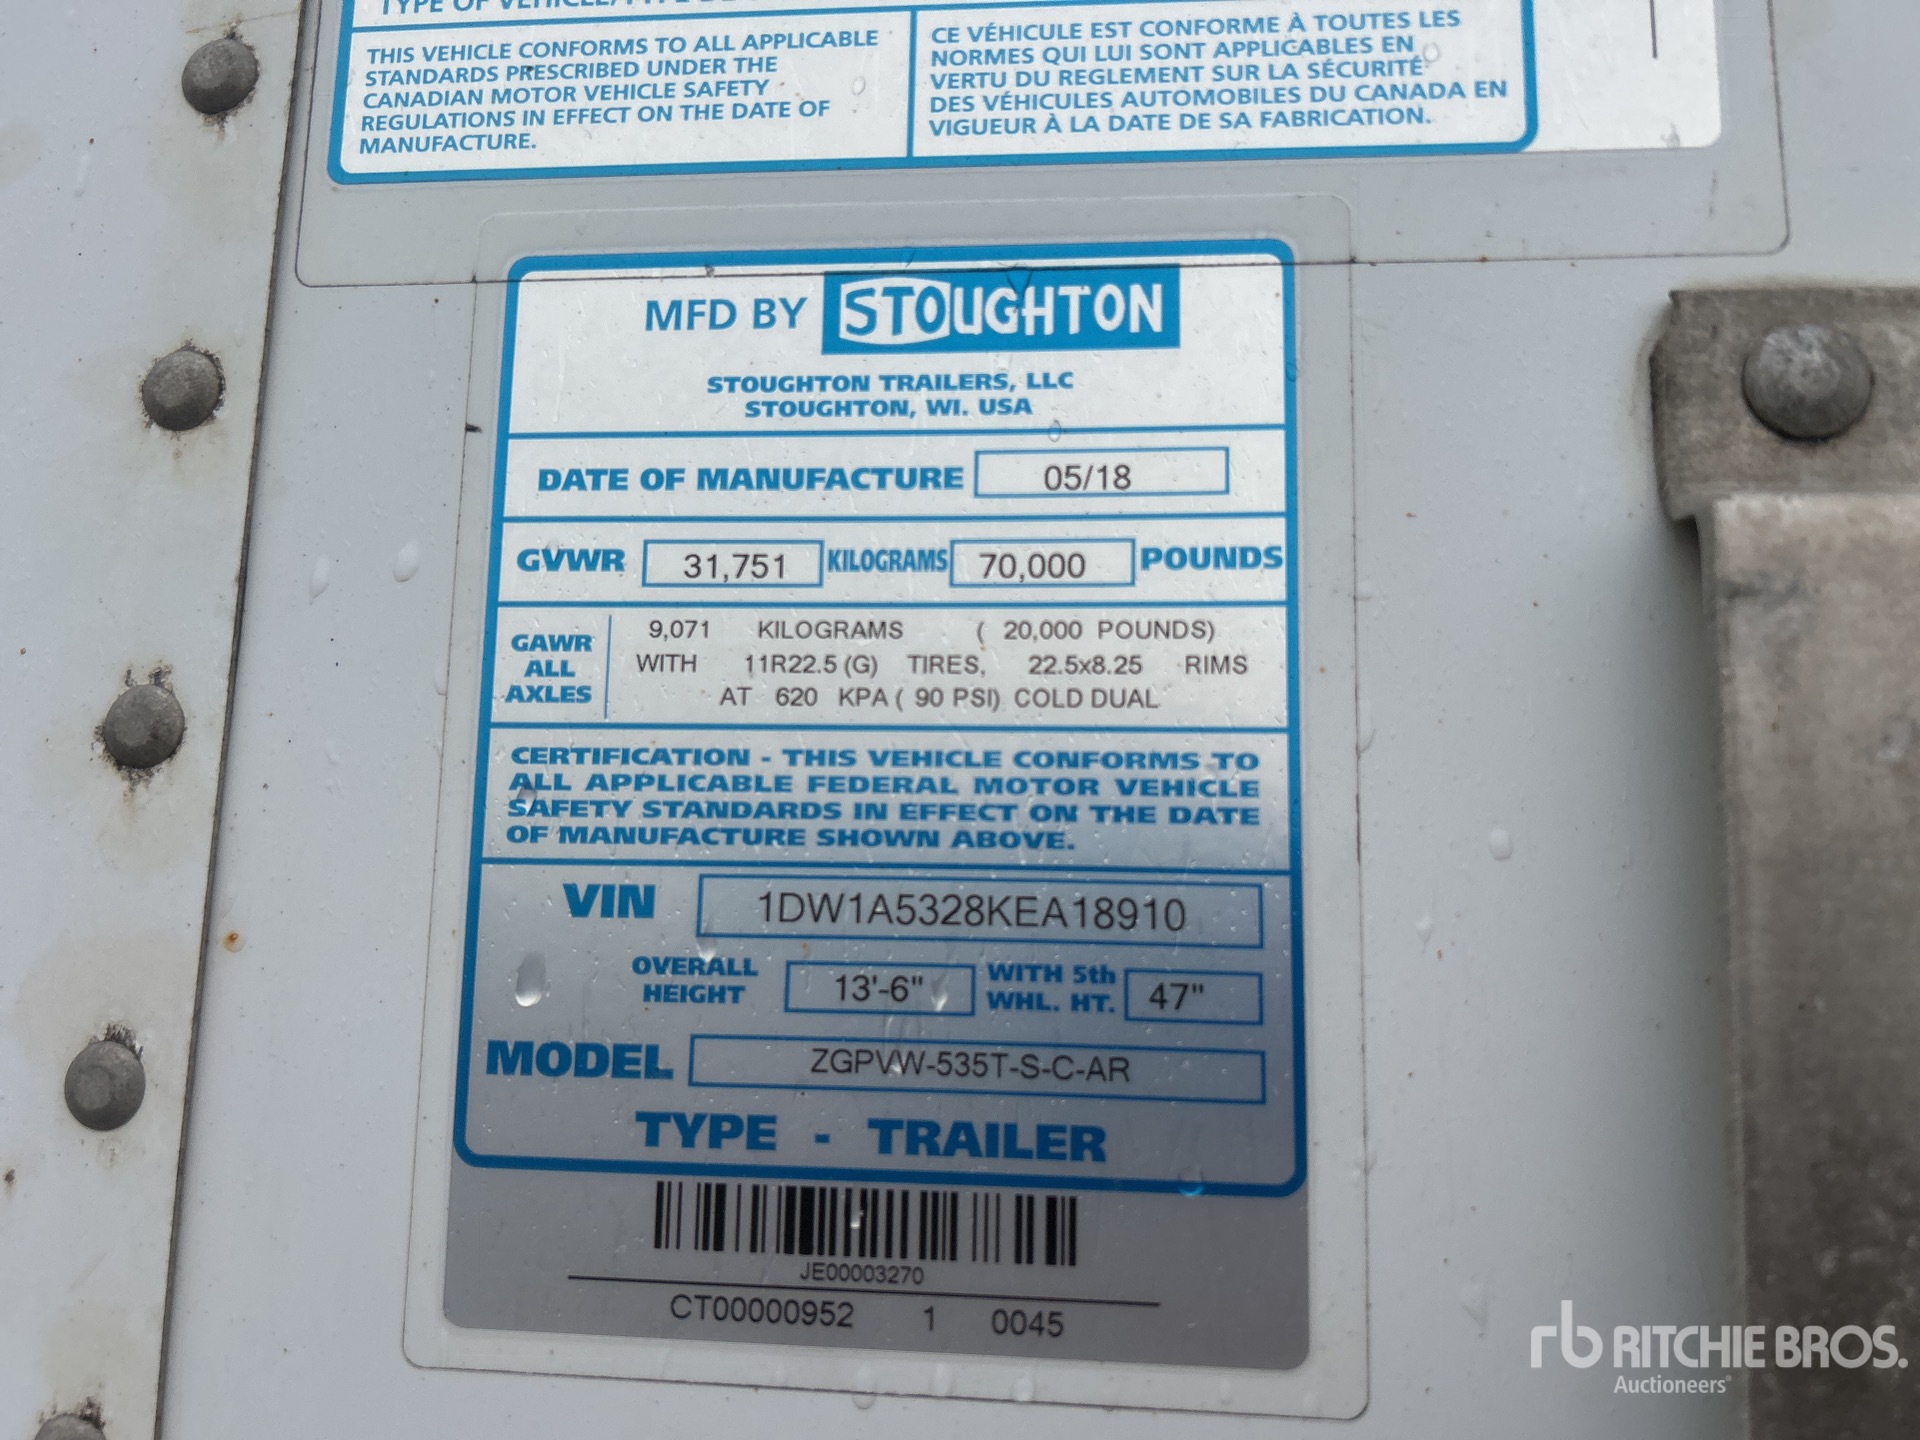 TYPE OF VEHICLE/TYPE DE
THIS VEHICLE CONFORMS TO ALL APPLICABLE
STANDARDS PRESCRIBED UNDER THE
CANADIAN MOTOR VEHICLE SAFETY
REGULATIONS IN EFFECT ON THE DATE OF
MANUFACTURE.
CE VÉHICULE EST CONFORME À TOUTES LES
NORMES QUI LUI SONT APPLICABLES EN
VERTU DU REGLEMENT SUR LA SÉCURITÉ
DES VÉHICULES AUTOMOBILES DU CANADA EN
VIGUEUR À LA DATE DE SA FABRICATION.
MFD BY STOUGHTON
STOUGHTON TRAILERS, LLC
STOUGHTON, WI. USA
DATE OF MANUFACTURE 05/18
GVWR 31,751 KILOGRAMS 70,000 POUNDS
GAWR
ALL
AXLES
9,071 KILOGRAMS ( 20,000 POUNDS)
WITH 11R22.5 (G) TIRES, 22.5x8.25 RIMS
AT 620 KPA ( 90 PSI) COLD DUAL
CERTIFICATION - THIS VEHICLE CONFORMS TO
ALL APPLICABLE FEDERAL MOTOR VEHICLE
SAFETY STANDARDS IN EFFECT ON THE DATE
OF MANUFACTURE SHOWN ABOVE.
VIN 1DW1A5328KEA18910
OVERALL
HEIGHT
13'-6"
WITH 5th
WHL. HT.
47"
MODEL ZGPVW-535T-S-C-AR
TYPE - TRAILER
JE00003270
CT00000952 1 0045
rb RITCHIE BROS.
Auctioneers